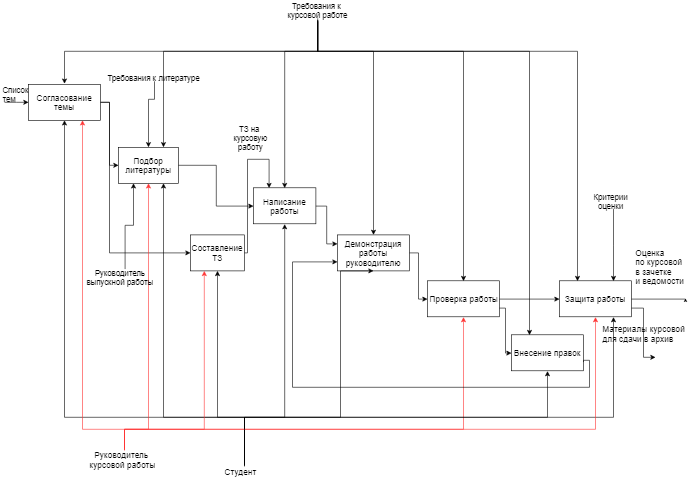 Требования к
курсовой работе
Требования к литературе
Список
тем
Согласование
темы
ТЗ на
курсовую
работу
Подбор
литературы
Написание
работы
Критерии
оценки
Составление
ТЗ
Демонстрация
работы
руководителю
Оценка
по курсовой
в зачетке
и ведомости
Руководитель
выпускной работы
Проверка работы
Защита работы
Материалы курсовой
для сдачи в архив
Внесение правок
Руководитель
курсовой работы
Студент